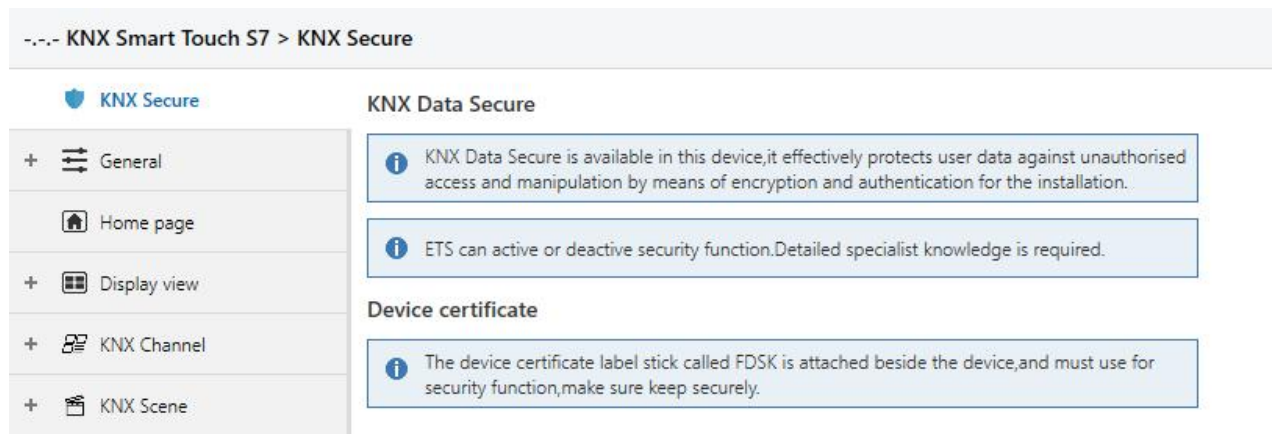 -.-.- KNX Smart Touch S7 > KNX Secure
KNX Secure
+ General
Home page
+ Display view
+ KNX Channel
+ KNX Scene
KNX Data Secure
KNX Data Secure is available in this device,it effectively protects user data against unauthorised
access and manipulation by means of encryption and authentication for the installation.
ETS can active or deactive security function.Detailed specialist knowledge is required.
Device certificate
The device certificate label stick called FDSK is attached beside the device,and must use for
security function,make sure keep securely.